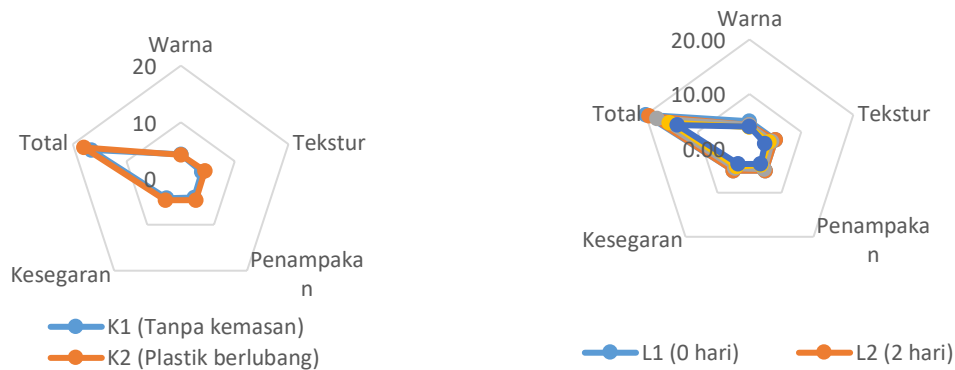 Warna
20
10
0
Total
Tekstur
Kesegaran
Penampaka
n
K1 (Tanpa kemasan)
K2 (Plastik berlubang)
Warna
20.00
10.00
0.00
Total
Tekstur
Kesegaran
Penampaka
n
L1 (0 hari)
L2 (2 hari)